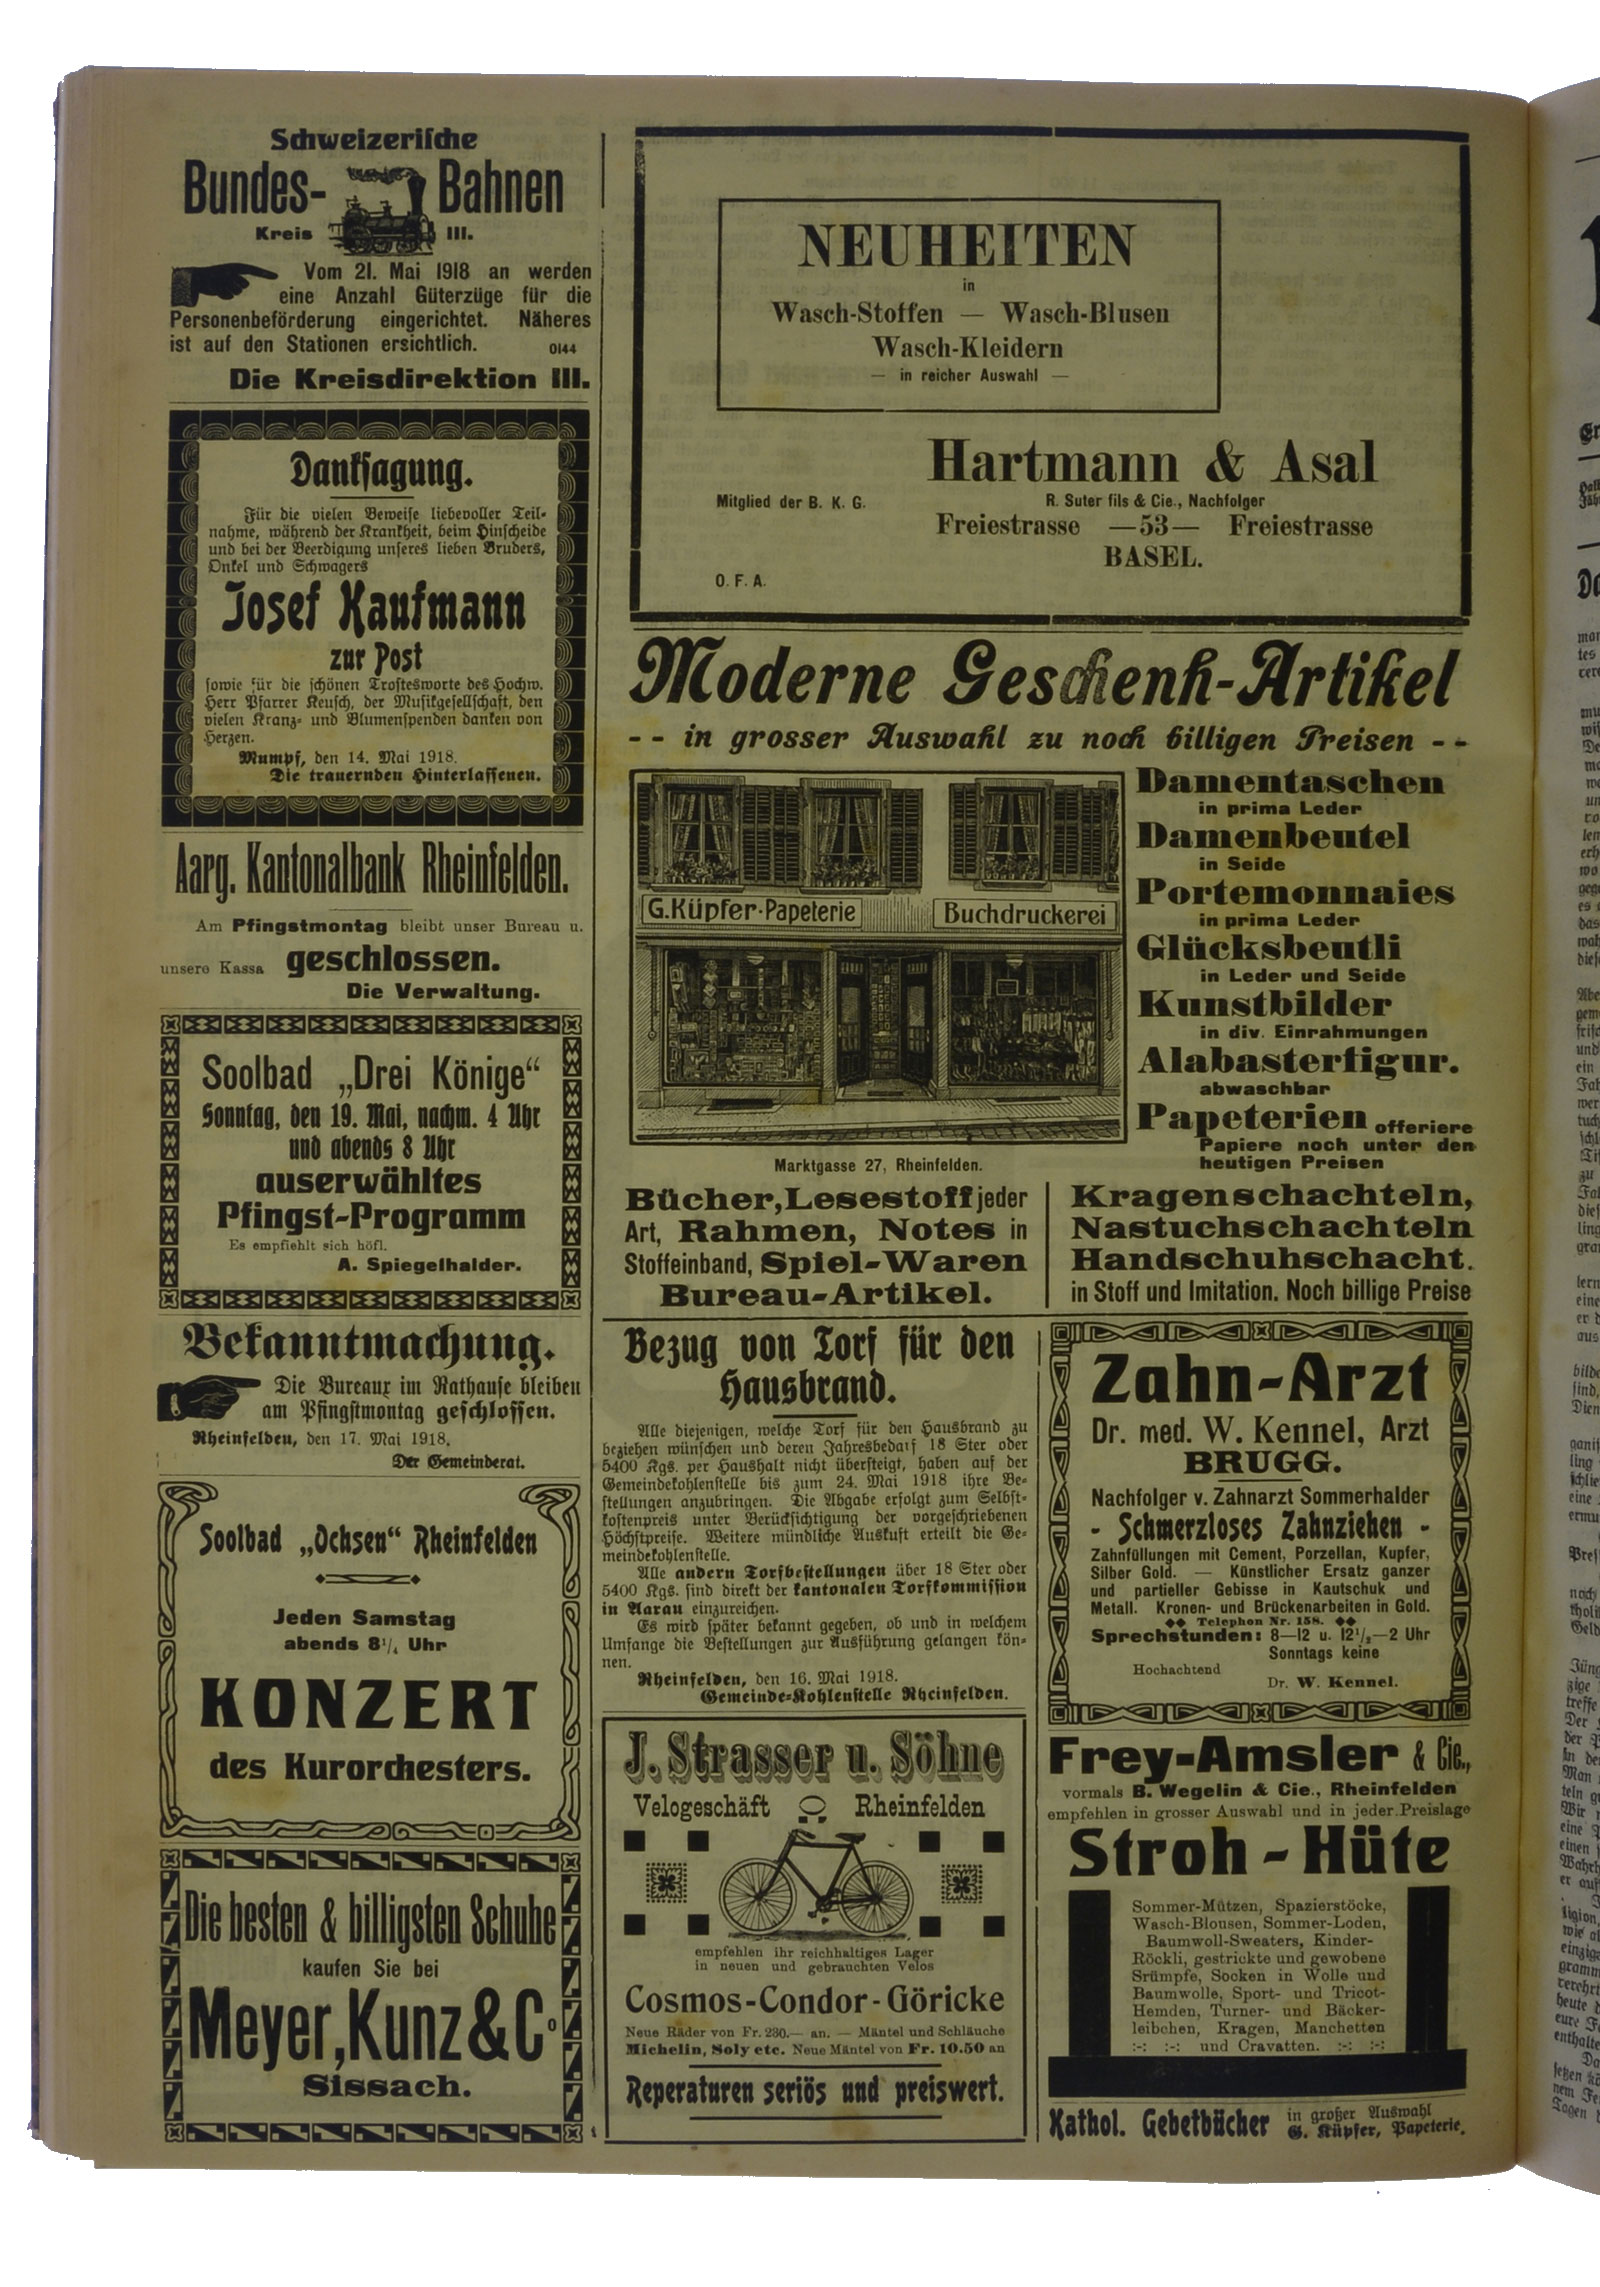 Schweizerische
Bundes-Bahnen
Kreis III.
Vom 21. Mai 1918 an werden
eine Anzahl Güterzüge für die
Personenbeförderung eingerichtet. Näheres
ist auf den Stationen ersichtlich. O144
Die Kreisdirektion III.
Danksagung.
Für die vielen Beweise liebevoller Teil-
nahme, während der Krankheit, beim Hinscheide
und bei der Beerdigung unseres lieben Bruders,
Onkel und Schwagers
Josef Kaufmann
zur Post
sowie für die schönen Trostesworte des Hochw.
Herr Pfarrer Keusch, der Musikgesellschaft, den
vielen Kranz- und Blumenspenden danken von
Herzen.
Mumpf, den 14. Mai 1918.
Die trauernden Hinterlassenen.
Aarg. Kantonalbank Rheinfelden.
Am Pfingstmontag bleibt unser Bureau u.
unsere Kassa geschlossen.
Die Verwaltung.
Soolbad „Drei Könige“
Sonntag, den 19. Mai, nachm. 4 Uhr
und abends 8 Uhr
auserwähltes
Pfingst-Programm
Es empfiehlt sich höfl.
A. Spiegelhalder.
Bekanntmachung.
Die Bureaux im Rathause bleiben
am Pfingstmontag geschlossen.
Rheinfelden, den 17. Mai 1918.
Der Gemeinderat.
Soolbad „Ochsen“ Rheinfelden
Jeden Samstag
abends 8¼ Uhr
KONZERT
des Kurorchesters.
Die besten & billigsten Schuhe
kaufen Sie bei
Meyer, Kunz & Co
Sissach.
NEUHEITEN
in
Wasch-Stoffen — Wasch-Blusen
Wasch-Kleidern
— in reicher Auswahl —
Hartmann & Asal
Mitglied der B. K. G. R. Suter fils & Cie., Nachfolger
Freiestrasse —53— Freiestrasse
BASEL.
O. F. A.
Moderne Geschenk-Artikel
-- in grosser Auswahl zu noch billigen Preisen --
G. Küpfer-Papeterie Buchdruckerei
Marktgasse 27, Rheinfelden.
Damentaschen
in prima Leder
Damenbeutel
in Seide
Portemonnaies
in prima Leder
Glücksbeutli
in Leder und Seide
Kunstbilder
in div. Einrahmungen
Alabasterfigur.
abwaschbar
Papeterien offeriere
Papiere noch unter den
heutigen Preisen
Bücher, Lesestoff jeder
Art, Rahmen, Notes in
Stoffeinband, Spiel-Waren
Bureau-Artikel.
Kragenschachteln,
Nastuchschachteln
Handschuhschacht.
in Stoff und Imitation. Noch billige Preise
Bezug von Torf für den
Hausbrand.
Alle diejenigen, welche Torf für den Hausbrand zu
beziehen wünschen und deren Jahresbedarf 18 Ster oder
5400 Kgs. per Haushalt nicht übersteigt, haben auf der
Gemeindekohlenstelle bis zum 24. Mai 1918 ihre Be-
stellungen anzubringen. Die Abgabe erfolgt zum Selbst-
kostenpreis unter Berücksichtigung der vorgeschriebenen
Höchstpreise. Weitere mündliche Auskuft erteilt die Ge-
meindekohlenstelle.
Alle andern Torfbestellungen über 18 Ster oder
5400 Kgs. sind direkt der kantonalen Torfkommission
in Aarau einzureichen.
Es wird später bekannt gegeben, ob und in welchem
Umfange die Bestellungen zur Ausführung gelangen kön-
nen.
Rheinfelden, den 16. Mai 1918.
Gemeinde-Kohlenstelle Rheinfelden.
J. Strasser u. Söhne
Velogeschäft Rheinfelden
empfehlen ihr reichhaltiges Lager
in neuen und gebrauchten Velos
Cosmos-Condor-Göricke
Neue Räder von Fr. 230.— an. — Mäntel und Schläuche
Michelin, Soly etc. Neue Mäntel von Fr. 10.50 an
Reperaturen seriös und preiswert.
Zahn-Arzt
Dr. med. W. Kennel, Arzt
BRUGG.
Nachfolger v. Zahnarzt Sommerhalder
- Schmerzloses Zahnziehen -
Zahnfüllungen mit Cement, Porzellan, Kupfer,
Silber Gold. — Künstlicher Ersatz ganzer
und partieller Gebisse in Kautschuk und
Metall. Kronen- und Brückenarbeiten in Gold.
Telephon Nr. 158.
Sprechstunden: 8—12 u. 12½—2 Uhr
Sonntags keine
Hochachtend
Dr. W. Kennel.
Frey-Amsler & Cie.,
vormals B. Wegelin & Cie., Rheinfelden
empfehlen in grosser Auswahl und in jeder Preislage
Stroh-Hüte
Sommer-Mützen, Spazierstöcke,
Wasch-Blousen, Sommer-Loden,
Baumwoll-Sweaters, Kinder-
Röckli, gestrickte und gewobene
Srümpfe, Socken in Wolle und
Baumwolle, Sport- und Tricot-
Hemden, Turner- und Bäcker-
leibchen, Kragen, Manchetten
:-: :-: und Cravatten. :-: :-:
Kathol. Gebetbücher in großer Auswahl
G. Küpfer, Papeterie.